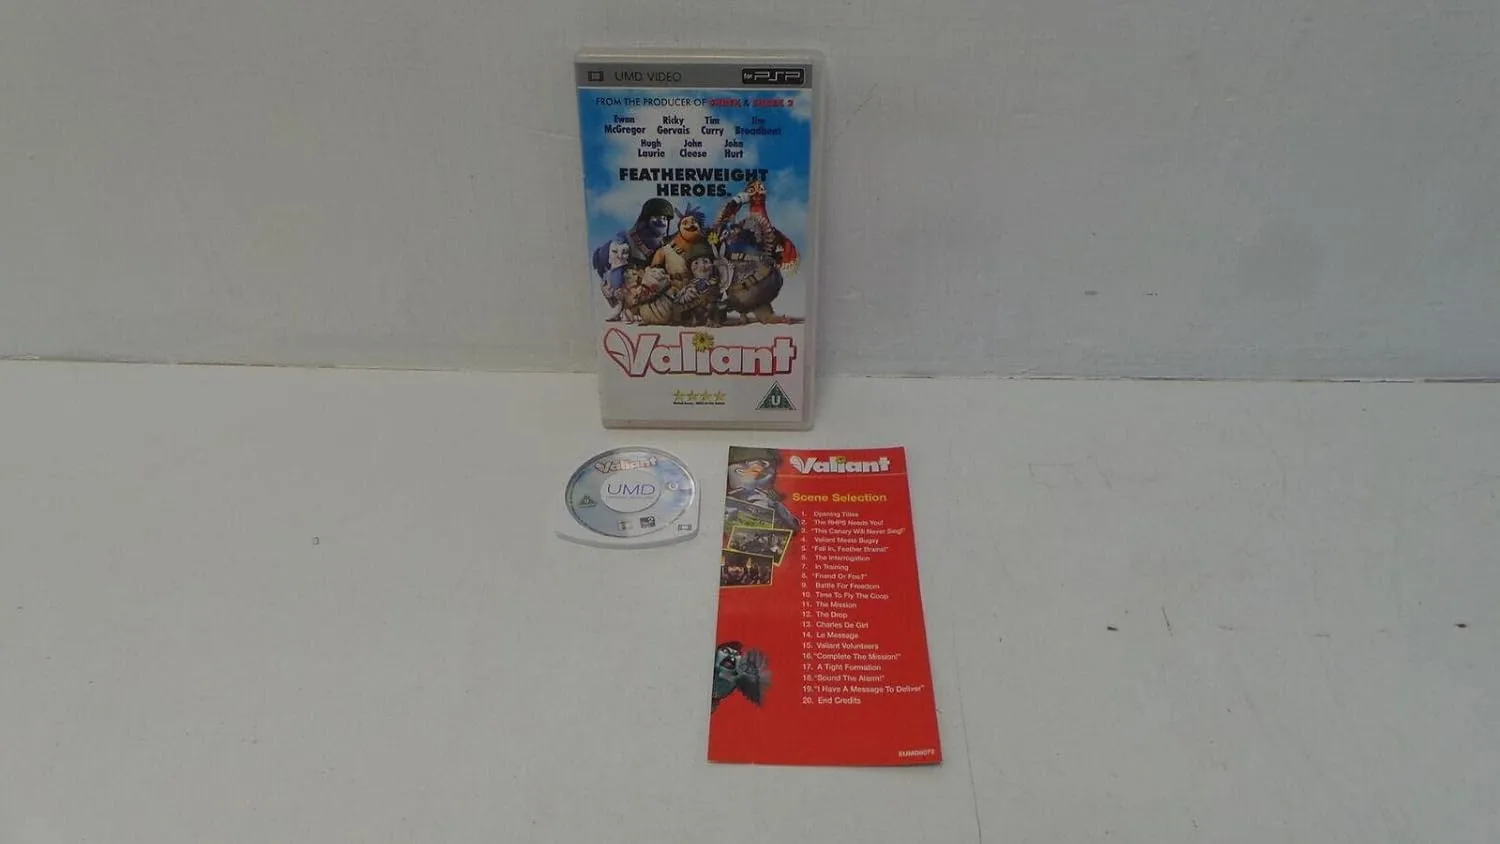 UMD VIDEO
for PSP
FROM THE PRODUCER OF SHREK & SHREK 2
Ewan Ricky Tim Jim
McGregor Gervais Curry Broadbent
Hugh John John
Laurie Cleese Hurt
FEATHERWEIGHT
HEROES.
Valiant
U
Valiant
UMD
Valiant
Scene Selection
1. Opening Titles
2. The RHPS Needs You!
3. "This Canary Will Never Sing!"
4. Valiant Meets Bugsy
5. "Fall In, Feather Brains!"
6. The Interrogation
7. In Training
8. "Friend Or Foe?"
9. Battle For Freedom
10. Time To Fly The Coop
11. The Mission
12. The Drop
13. Charles De Girl
14. Le Message
15. Valiant Volunteers
16. "Complete The Mission!"
17. A Tight Formation
18. "Sound The Alarm!"
19. "I Have A Message To Deliver"
20. End Credits